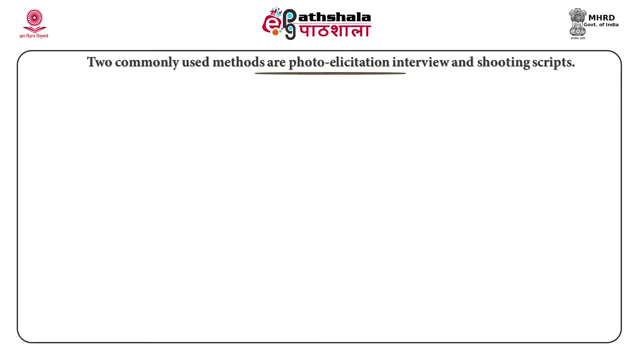 ePathshala
पाठशाला
MHRD
Govt. of India
Two commonly used methods are photo-elicitation interview and shooting scripts.